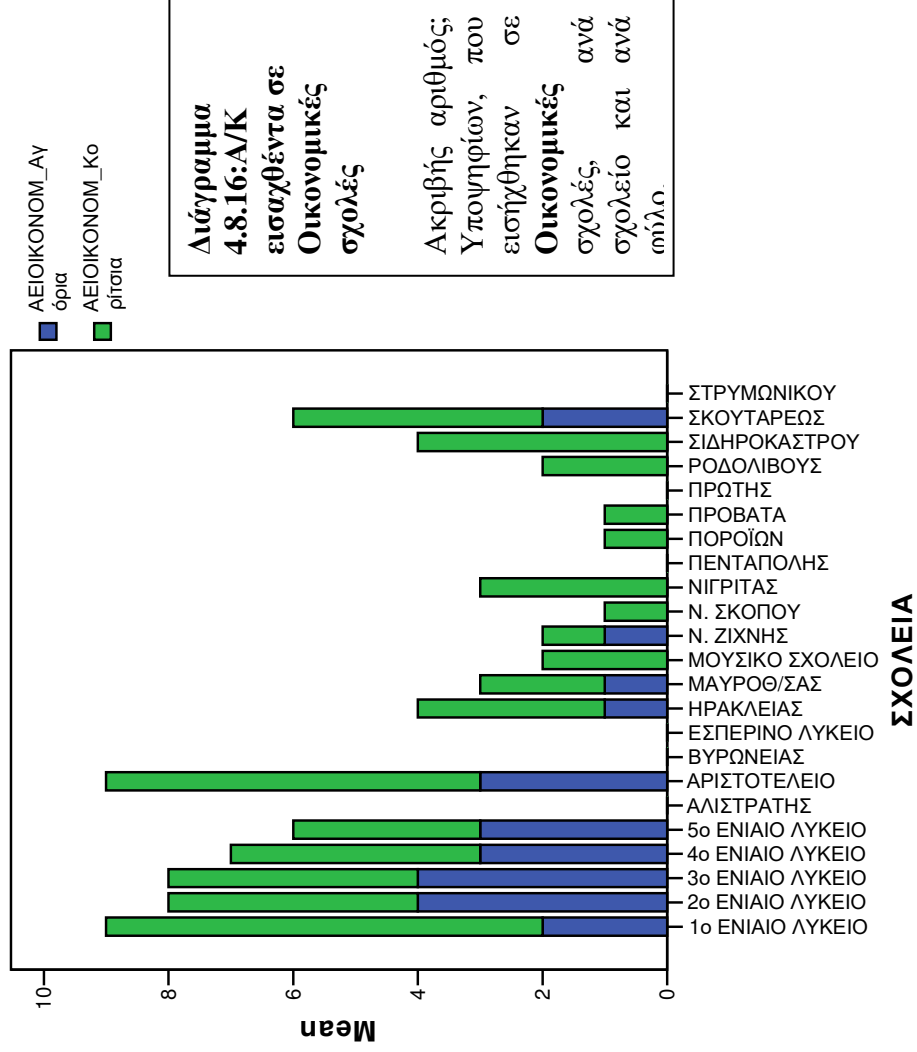 ΑΕΙΟΙΚΟΝΟΜ_Αγ
όρια
ΑΕΙΟΙΚΟΝΟΜ_Κο
ρίτσια
Διάγραμμα
4.8.16:Α/Κ
εισαχθέντα σε
Οικονομικές
σχολές
Ακριβής αριθμός;
Υποψηφίων, που
εισήχθηκαν σε
Οικονομικές
σχολές, ανά
σχολείο και ανά
φύλο.
10
8
6
4
2
0
Mean
ΣΤΡΥΜΩΝΙΚΟΥ
ΣΚΟΥΤΑΡΕΩΣ
ΣΙΔΗΡΟΚΑΣΤΡΟΥ
ΡΟΔΟΛΙΒΟΥΣ
ΠΡΩΤΗΣ
ΠΡΟΒΑΤΑ
ΠΟΡΟΪΩΝ
ΠΕΝΤΑΠΟΛΗΣ
ΝΙΓΡΙΤΑΣ
Ν. ΣΚΟΠΟΥ
Ν. ΖΙΧΝΗΣ
ΜΟΥΣΙΚΟ ΣΧΟΛΕΙΟ
ΜΑΥΡΟΘ/ΣΑΣ
ΗΡΑΚΛΕΙΑΣ
ΕΣΠΕΡΙΝΟ ΛΥΚΕΙΟ
ΒΥΡΩΝΕΙΑΣ
ΑΡΙΣΤΟΤΕΛΕΙΟ
ΑΛΙΣΤΡΑΤΗΣ
5ο ΕΝΙΑΙΟ ΛΥΚΕΙΟ
4ο ΕΝΙΑΙΟ ΛΥΚΕΙΟ
3ο ΕΝΙΑΙΟ ΛΥΚΕΙΟ
2ο ΕΝΙΑΙΟ ΛΥΚΕΙΟ
1ο ΕΝΙΑΙΟ ΛΥΚΕΙΟ
ΣΧΟΛΕΙΑ